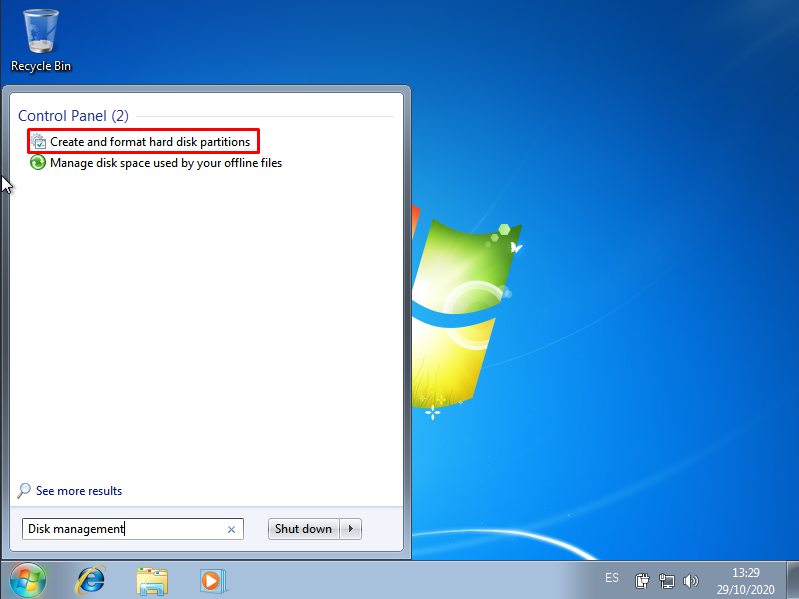 Recycle Bin
Control Panel (2)
Create and format hard disk partitions
Manage disk space used by your offline files
See more results
Disk management
Shut down
ES
13:29
29/10/2020